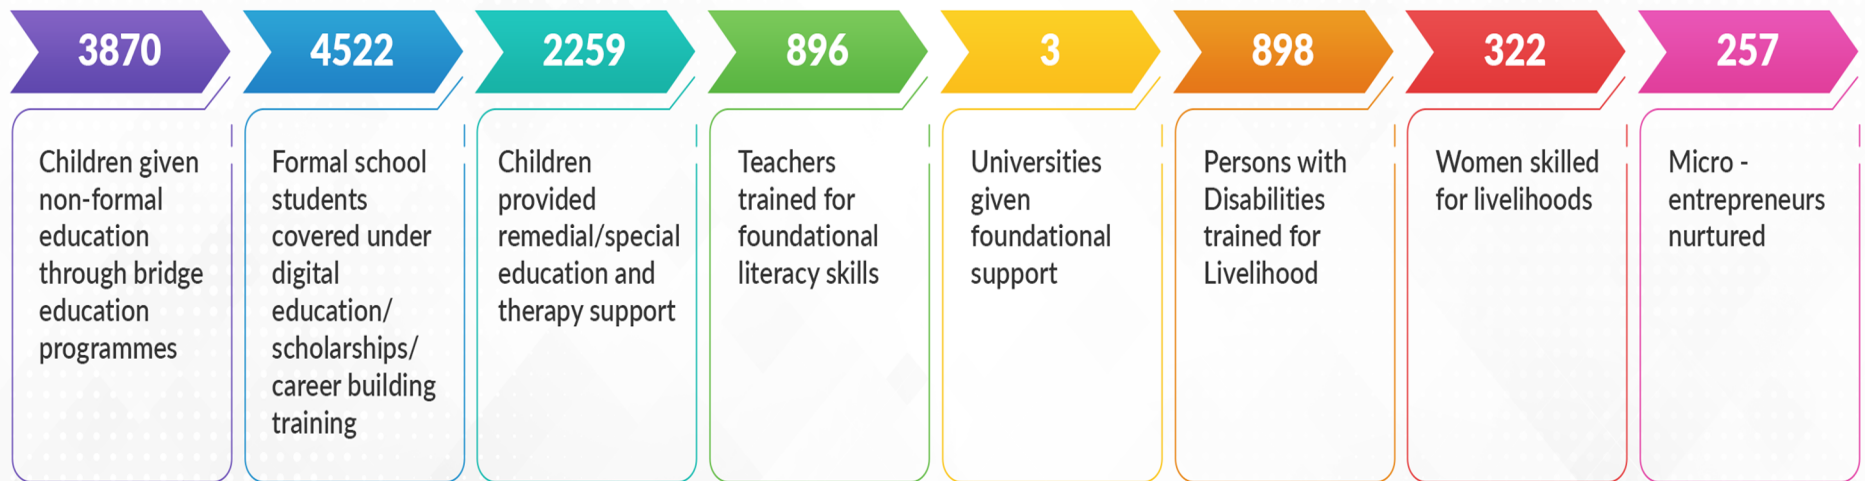 3870
Children given
non-formal
education
through bridge
education
programmes
4522
Formal school
students
covered under
digital
education/
scholarships/
career building
training
2259
Children
provided
remedial/special
education and
therapy support
896
Teachers
trained for
foundational
literacy skills
3
Universities
given
foundational
support
898
Persons with
Disabilities
trained for
Livelihood
322
Women skilled
for livelihoods
257
Micro -
entrepreneurs
nurtured